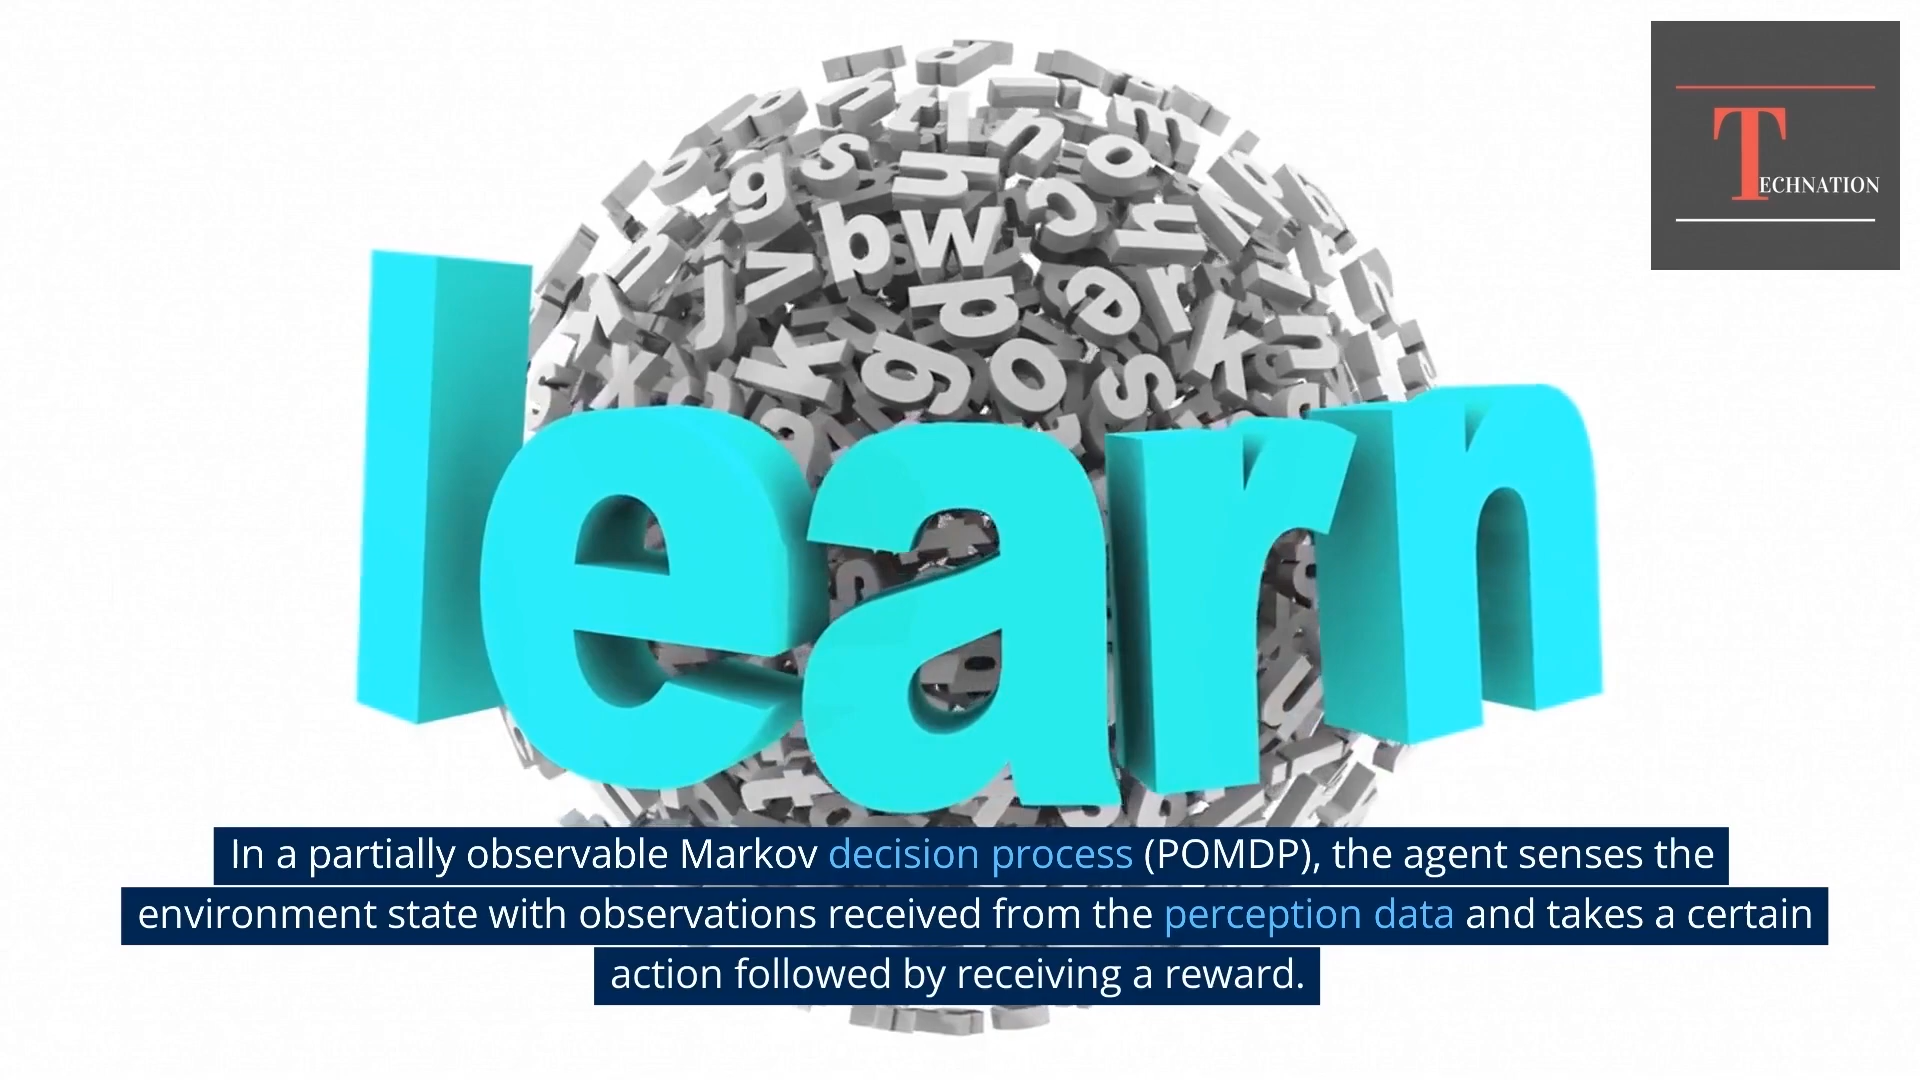 TECHNATION
learn
In a partially observable Markov decision process (POMDP), the agent senses the
environment state with observations received from the perception data and takes a certain
action followed by receiving a reward.